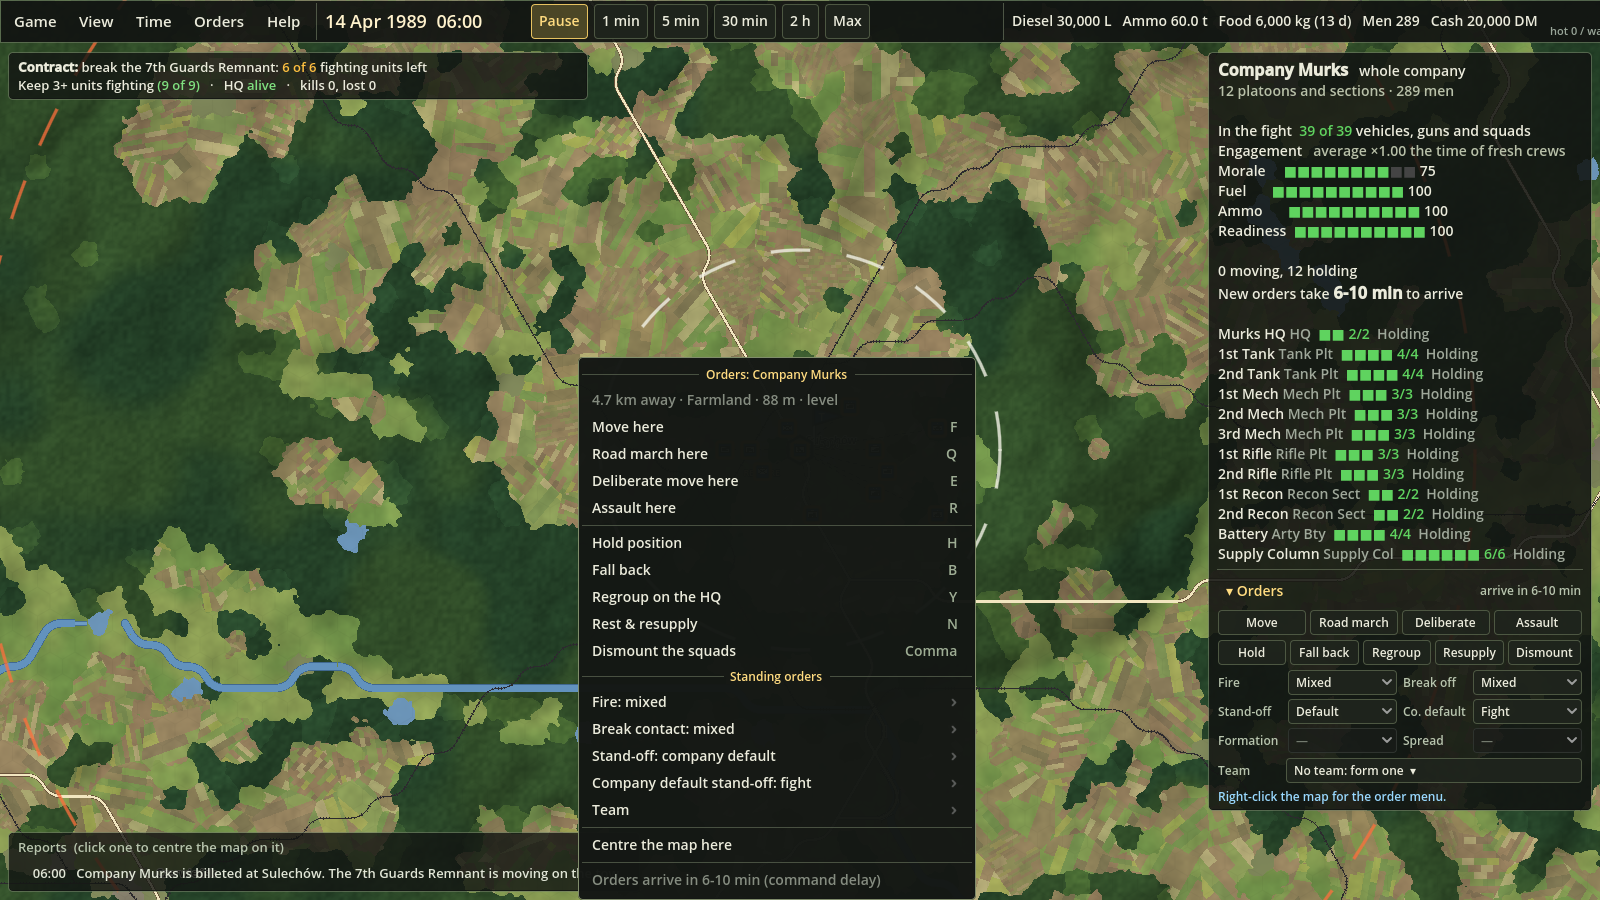 Game View Time Orders Help 14 Apr 1989 06:00 Pause 1 min 5 min 30 min 2 h Max Diesel 30,000 L Ammo 60.0 t Food 6,000 kg (13 d) Men 289 Cash 20,000 DM
hot 0 /
Contract: break the 7th Guards Remnant: 6 of 6 fighting units left
Keep 3+ units fighting (9 of 9) · HQ alive · kills 0, lost 0
Company Murks whole company
12 platoons and sections · 289 men
In the fight 39 of 39 vehicles, guns and squads
Engagement average ×1.00 the time of fresh crews
Morale 75
Fuel 100
Ammo 100
Readiness 100
0 moving, 12 holding
New orders take 6-10 min to arrive
Murks HQ HQ 2/2 Holding
1st Tank Tank Plt 4/4 Holding
2nd Tank Tank Plt 4/4 Holding
1st Mech Mech Plt 3/3 Holding
2nd Mech Mech Plt 3/3 Holding
3rd Mech Mech Plt 3/3 Holding
1st Rifle Rifle Plt 3/3 Holding
2nd Rifle Rifle Plt 3/3 Holding
1st Recon Recon Sect 2/2 Holding
2nd Recon Recon Sect 2/2 Holding
Battery Arty Bty 4/4 Holding
Supply Column Supply Col 6/6 Holding
▾ Orders arrive in 6-10 min
Move Road march Deliberate Assault
Hold Fall back Regroup Resupply Dismount
Fire Mixed Break off Mixed
Stand-off Default Co. default Fight
Formation — Spread —
Team No team: form one ▾
Right-click the map for the order menu.
Orders: Company Murks
4.7 km away · Farmland · 88 m · level
Move here F
Road march here Q
Deliberate move here E
Assault here R
Hold position H
Fall back B
Regroup on the HQ Y
Rest & resupply N
Dismount the squads Comma
Standing orders
Fire: mixed ›
Break contact: mixed ›
Stand-off: company default ›
Company default stand-off: fight ›
Team ›
Centre the map here
Orders arrive in 6-10 min (command delay)
Reports (click one to centre the map on it)
06:00 Company Murks is billeted at Sulechów. The 7th Guards Remnant is moving on